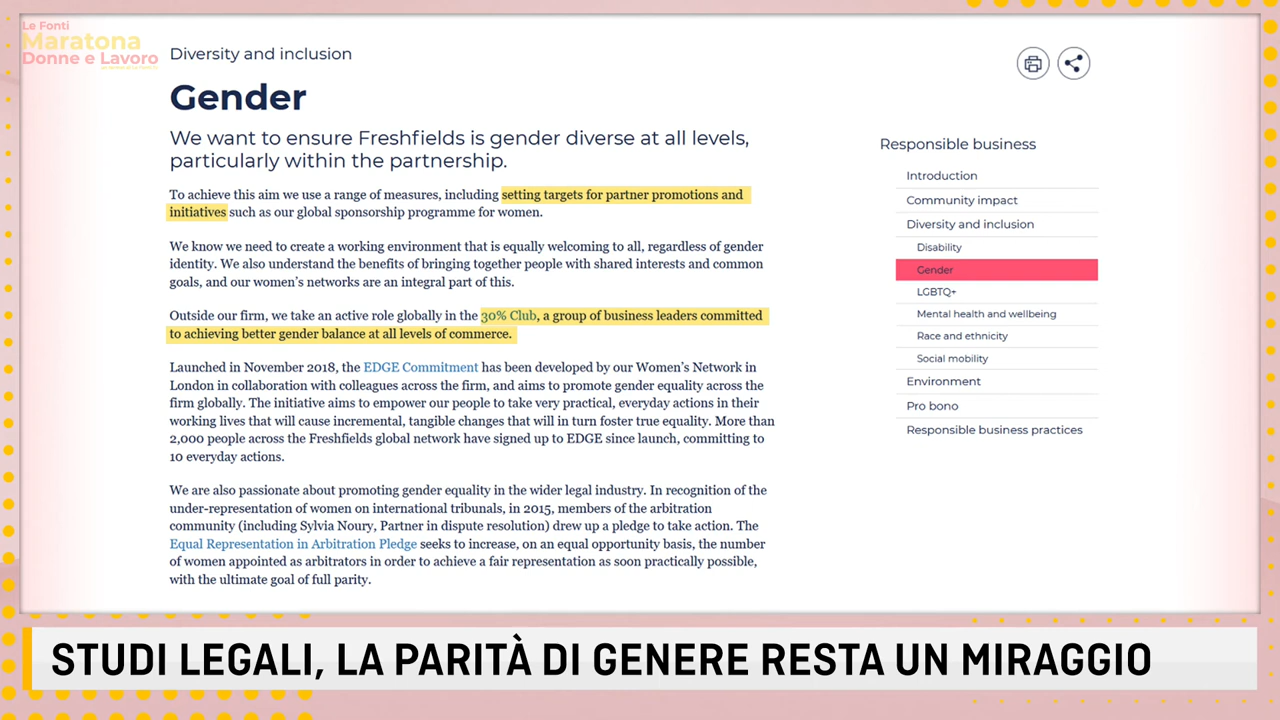 Le Fonti
Maratona
Donne e Lavoro
Diversity and inclusion
Gender
We want to ensure Freshfields is gender diverse at all levels,
particularly within the partnership.
To achieve this aim we use a range of measures, including setting targets for partner promotions and
initiatives such as our global sponsorship programme for women.
We know we need to create a working environment that is equally welcoming to all, regardless of gender
identity. We also understand the benefits of bringing together people with shared interests and common
goals, and our women's networks are an integral part of this.
Outside our firm, we take an active role globally in the 30% Club, a group of business leaders committed
to achieving better gender balance at all levels of commerce.
Launched in November 2018, the EDGE Commitment has been developed by our Women's Network in
London in collaboration with colleagues across the firm, and aims to promote gender equality across the
firm globally. The initiative aims to empower our people to take very practical, everyday actions in their
working lives that will cause incremental, tangible changes that will in turn foster true equality. More than
2,000 people across the Freshfields global network have signed up to EDGE since launch, committing to
10 everyday actions.
We are also passionate about promoting gender equality in the wider legal industry. In recognition of the
under-representation of women on international tribunals, in 2015, members of the arbitration
community (including Sylvia Noury, Partner in dispute resolution) drew up a pledge to take action. The
Equal Representation in Arbitration Pledge seeks to increase, on an equal opportunity basis, the number
of women appointed as arbitrators in order to achieve a fair representation as soon practically possible,
with the ultimate goal of full parity.
Responsible business
Introduction
Community impact
Diversity and inclusion
Disability
Gender
LGBTQ+
Mental health and wellbeing
Race and ethnicity
Social mobility
Environment
Pro bono
Responsible business practices
STUDI LEGALI, LA PARITÀ DI GENERE RESTA UN MIRAGGIO